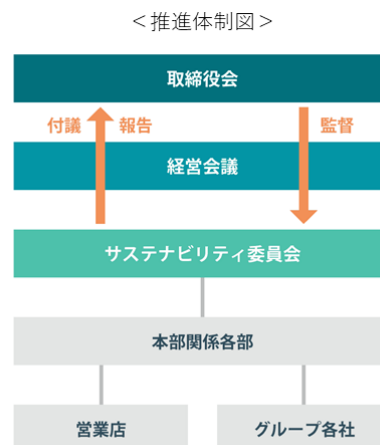 ＜推進体制図＞
取締役会
付議 報告 監督
経営会議
サステナビリティ委員会
本部関係各部
営業店 グループ各社